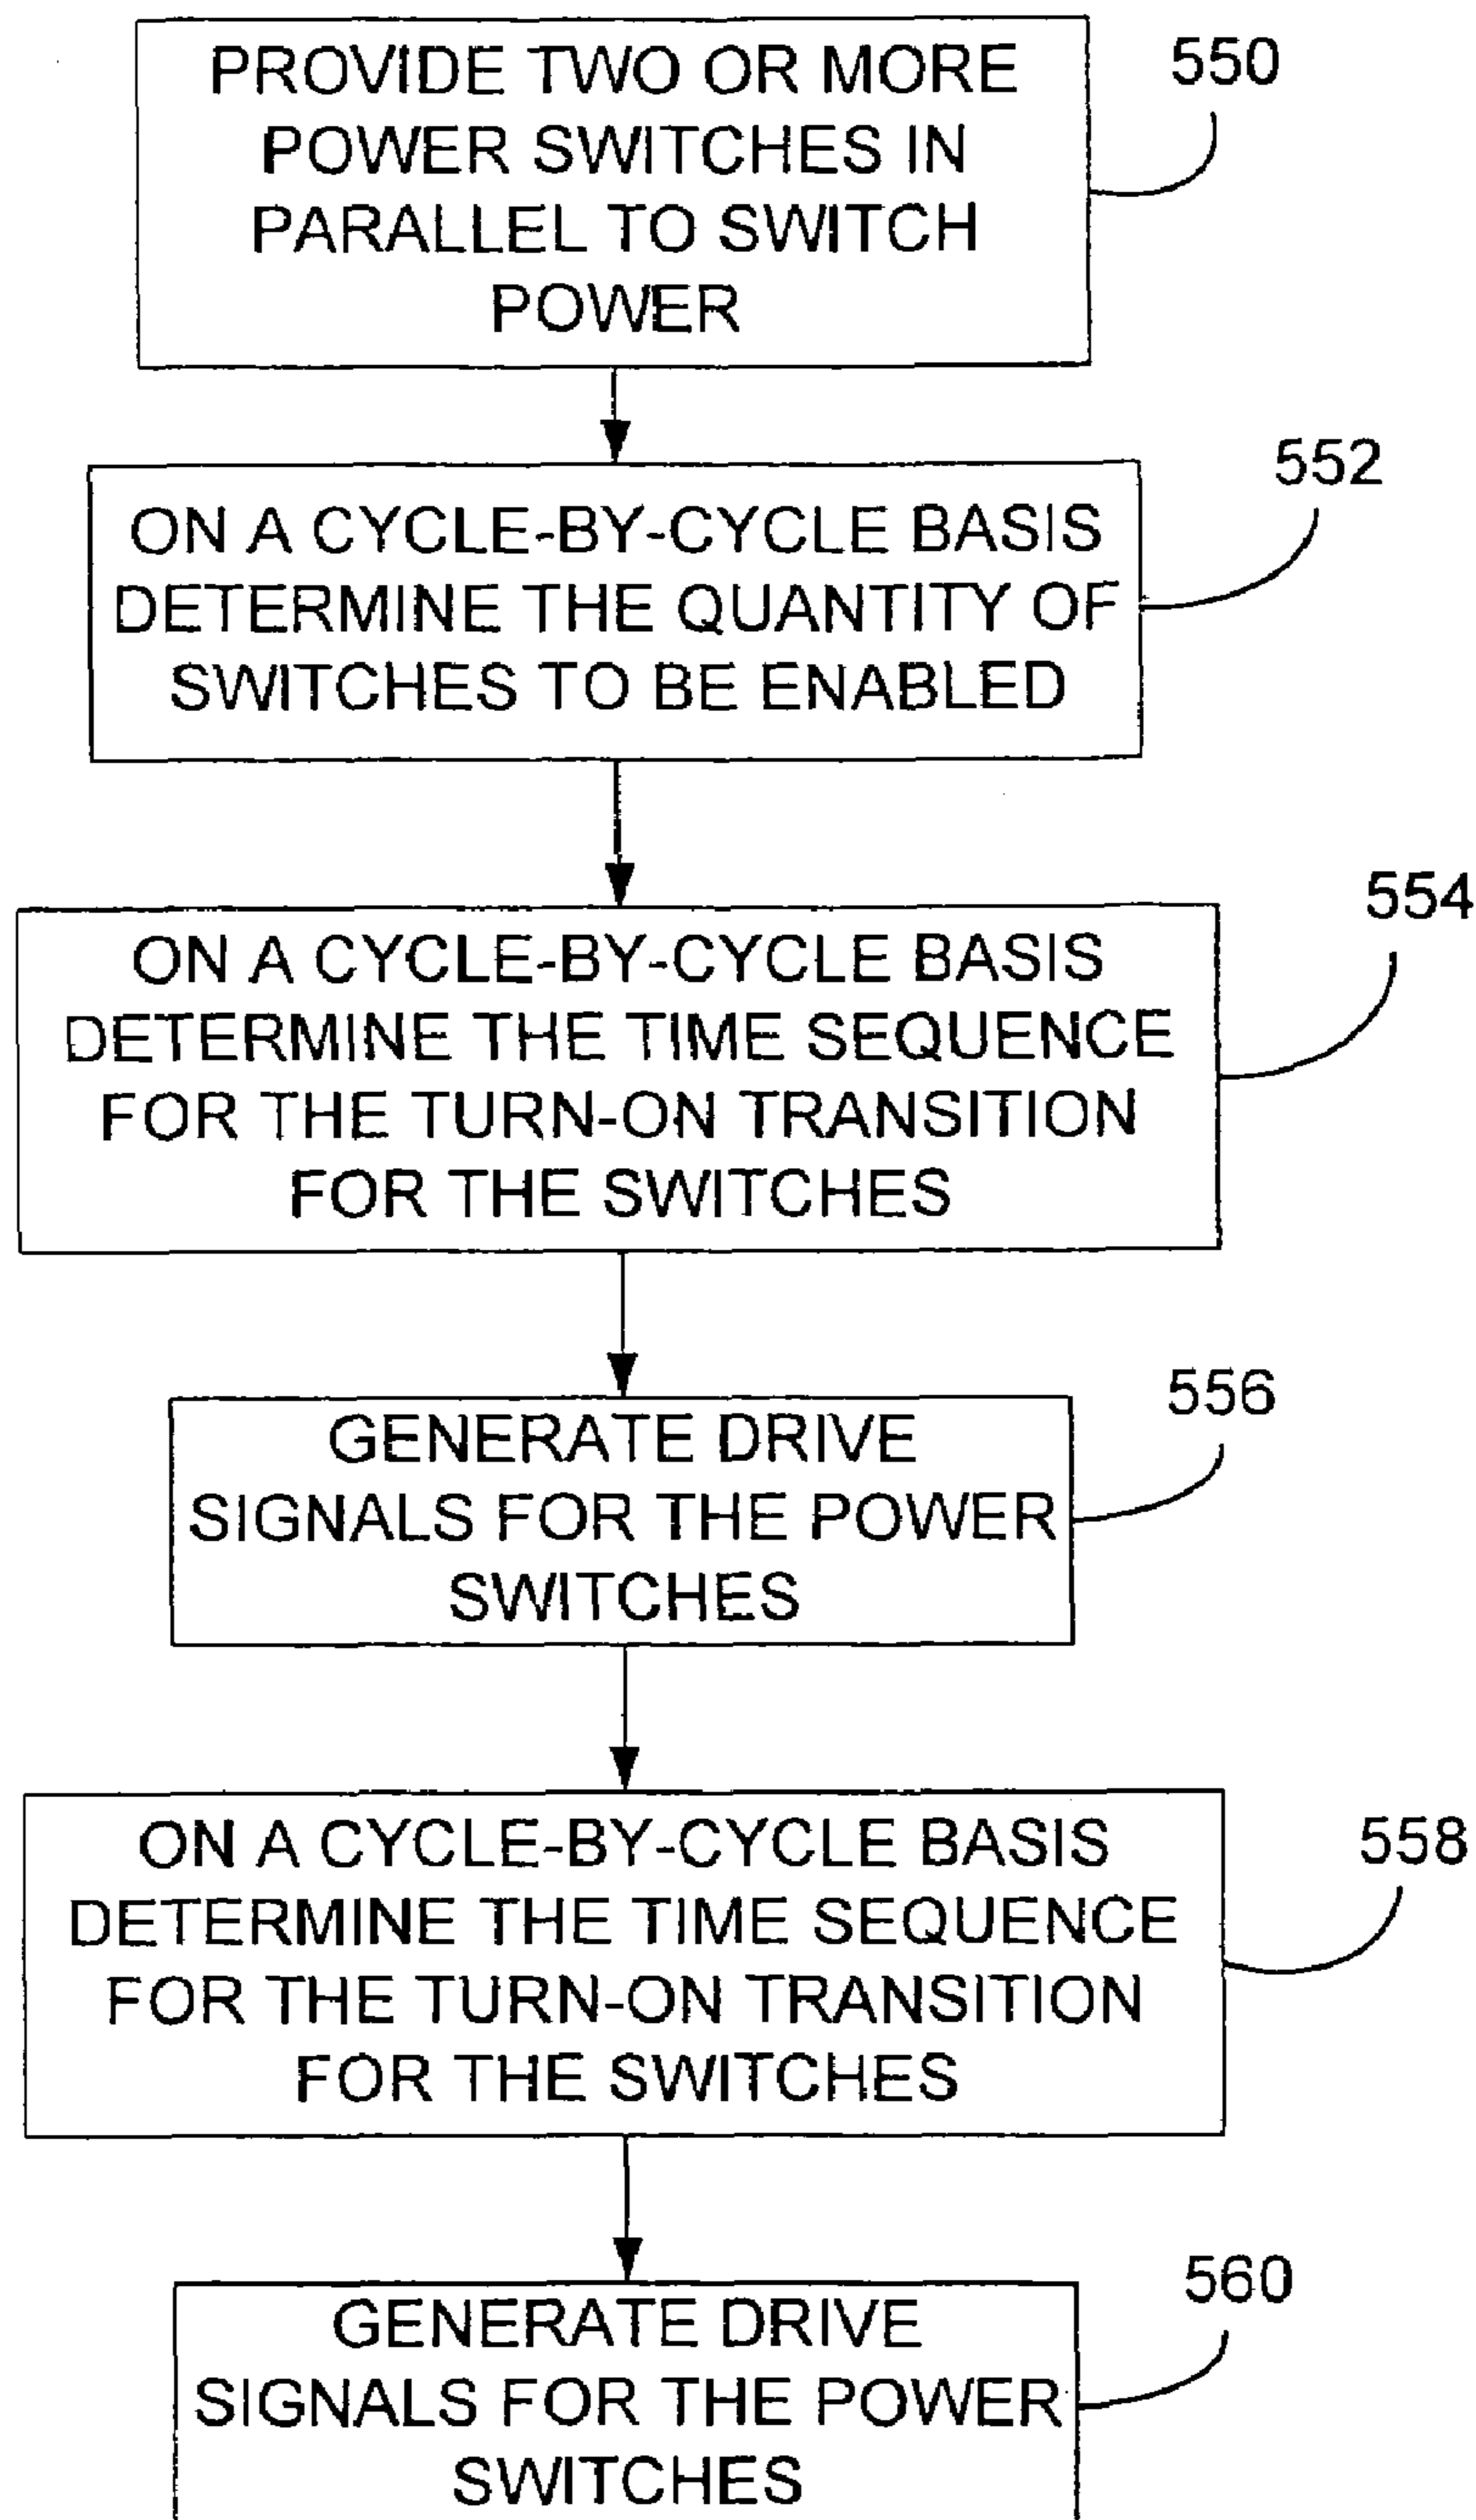 PROVIDE TWO OR MORE
POWER SWITCHES IN
PARALLEL TO SWITCH
POWER
550
ON A CYCLE-BY-CYCLE BASIS
DETERMINE THE QUANTITY OF
SWITCHES TO BE ENABLED
552
ON A CYCLE-BY-CYCLE BASIS
DETERMINE THE TIME SEQUENCE
FOR THE TURN-ON TRANSITION
FOR THE SWITCHES
554
GENERATE DRIVE
SIGNALS FOR THE POWER
SWITCHES
556
ON A CYCLE-BY-CYCLE BASIS
DETERMINE THE TIME SEQUENCE
FOR THE TURN-ON TRANSITION
FOR THE SWITCHES
558
GENERATE DRIVE
SIGNALS FOR THE POWER
SWITCHES
560